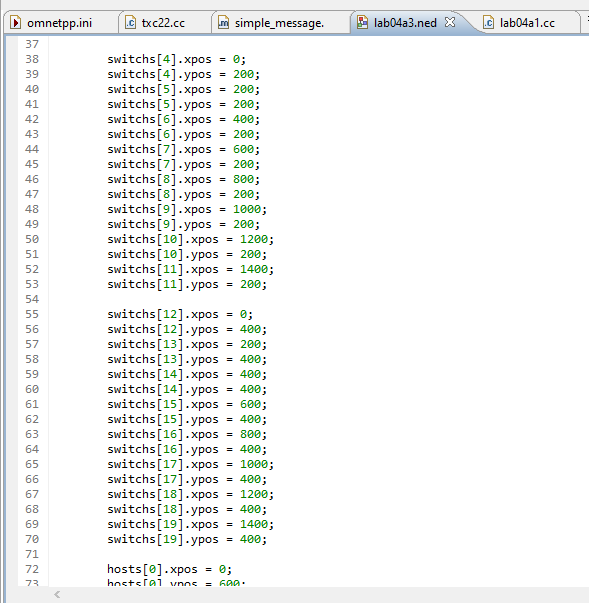 omnetpp.ini txc22.cc simple_message. lab04a3.ned lab04a1.cc
37
38 switchs[4].xpos = 0;
39 switchs[4].ypos = 200;
40 switchs[5].xpos = 200;
41 switchs[5].ypos = 200;
42 switchs[6].xpos = 400;
43 switchs[6].ypos = 200;
44 switchs[7].xpos = 600;
45 switchs[7].ypos = 200;
46 switchs[8].xpos = 800;
47 switchs[8].ypos = 200;
48 switchs[9].xpos = 1000;
49 switchs[9].ypos = 200;
50 switchs[10].xpos = 1200;
51 switchs[10].ypos = 200;
52 switchs[11].xpos = 1400;
53 switchs[11].ypos = 200;
54
55 switchs[12].xpos = 0;
56 switchs[12].ypos = 400;
57 switchs[13].xpos = 200;
58 switchs[13].ypos = 400;
59 switchs[14].xpos = 400;
60 switchs[14].ypos = 400;
61 switchs[15].xpos = 600;
62 switchs[15].ypos = 400;
63 switchs[16].xpos = 800;
64 switchs[16].ypos = 400;
65 switchs[17].xpos = 1000;
66 switchs[17].ypos = 400;
67 switchs[18].xpos = 1200;
68 switchs[18].ypos = 400;
69 switchs[19].xpos = 1400;
70 switchs[19].ypos = 400;
71
72 hosts[0].xpos = 0;
73 hosts[0].ypos = 600;